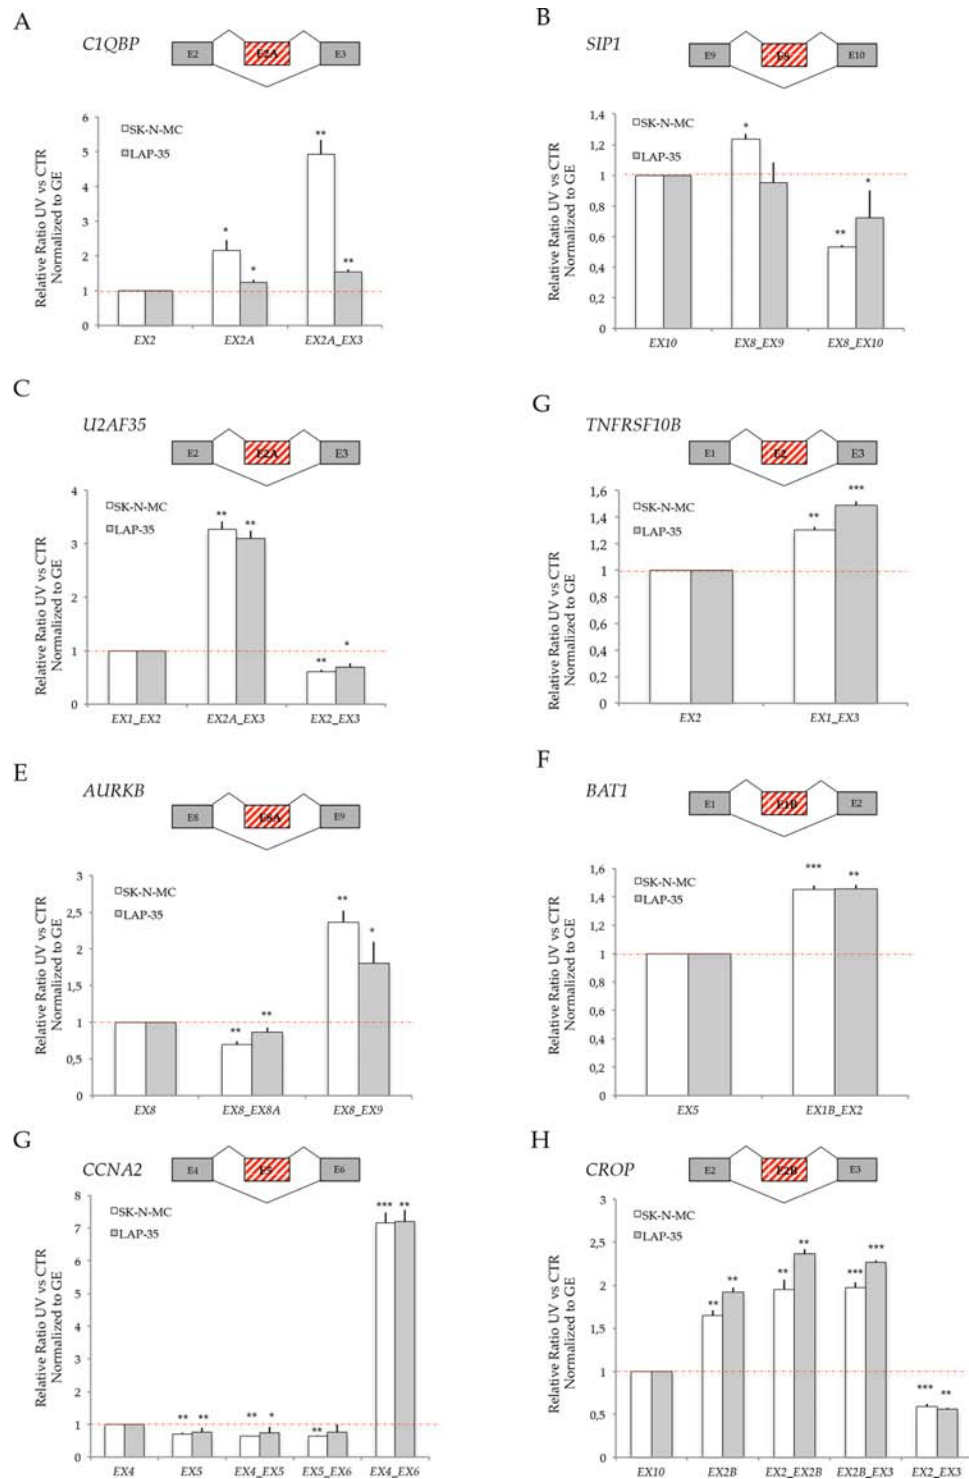 A
C1QBP
E2 E2A E3
Relative Ratio UV vs CTR
Normalized to GE
6
5
4
3
2
1
0
SK-N-MC
LAP-35
*
*
**
**
EX2 EX2A EX2A_EX3
B
SIP1
E9 E10
Relative Ratio UV vs CTR
Normalized to GE
1,4
1,2
1
0,8
0,6
0,4
0,2
0
SK-N-MC
LAP-35
*
**
*
EX10 EX8_EX9 EX8_EX10
C
U2AF35
E2 E2A E3
Relative Ratio UV vs CTR
Normalized to GE
4
3
2
1
0
SK-N-MC
LAP-35
**
**
**
*
EX1_EX2 EX2A_EX3 EX2_EX3
G
TNFRSF10B
E1 E2 E3
Relative Ratio UV vs CTR
Normalized to GE
1,6
1,4
1,2
1
0,8
0,6
0,4
0,2
0
SK-N-MC
LAP-35
**
***
EX2 EX1_EX3
E
AURKB
E8 E8A E9
Relative Ratio UV vs CTR
Normalized to GE
3
2,5
2
1,5
1
0,5
0
SK-N-MC
LAP-35
**
**
**
*
EX8 EX8_EX8A EX8_EX9
F
BAT1
E1 E1B E2
Relative Ratio UV vs CTR
Normalized to GE
1,6
1,4
1,2
1
0,8
0,6
0,4
0,2
0
SK-N-MC
LAP-35
***
**
EX5 EX1B_EX2
G
CCNA2
E4 E5 E6
Relative Ratio UV vs CTR
Normalized to GE
8
7
6
5
4
3
2
1
0
SK-N-MC
LAP-35
** **
** *
**
*** **
EX4 EX5 EX4_EX5 EX5_EX6 EX4_EX6
H
CROP
E2 E2B E3
Relative Ratio UV vs CTR
Normalized to GE
3
2,5
2
1,5
1
0,5
0
SK-N-MC
LAP-35
** **
** **
*** ***
*** **
EX10 EX2B EX2_EX2B EX2B_EX3 EX2_EX3